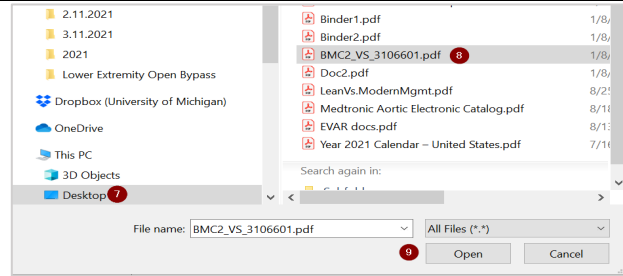 2.11.2021
3.11.2021
2021
Lower Extremity Open Bypass
Dropbox (University of Michigan)
OneDrive
This PC
3D Objects
Desktop 7
Binder1.pdf 1/8/
Binder2.pdf 1/8/
BMC2_VS_3106601.pdf 8 1/8/
Doc2.pdf 1/8/
LeanVs.ModernMgmt.pdf 8/25
Medtronic Aortic Electronic Catalog.pdf 8/18
EVAR docs.pdf 8/13
Year 2021 Calendar – United States.pdf 7/16
Search again in:
File name: BMC2_VS_3106601.pdf All Files (*.*)
9 Open Cancel